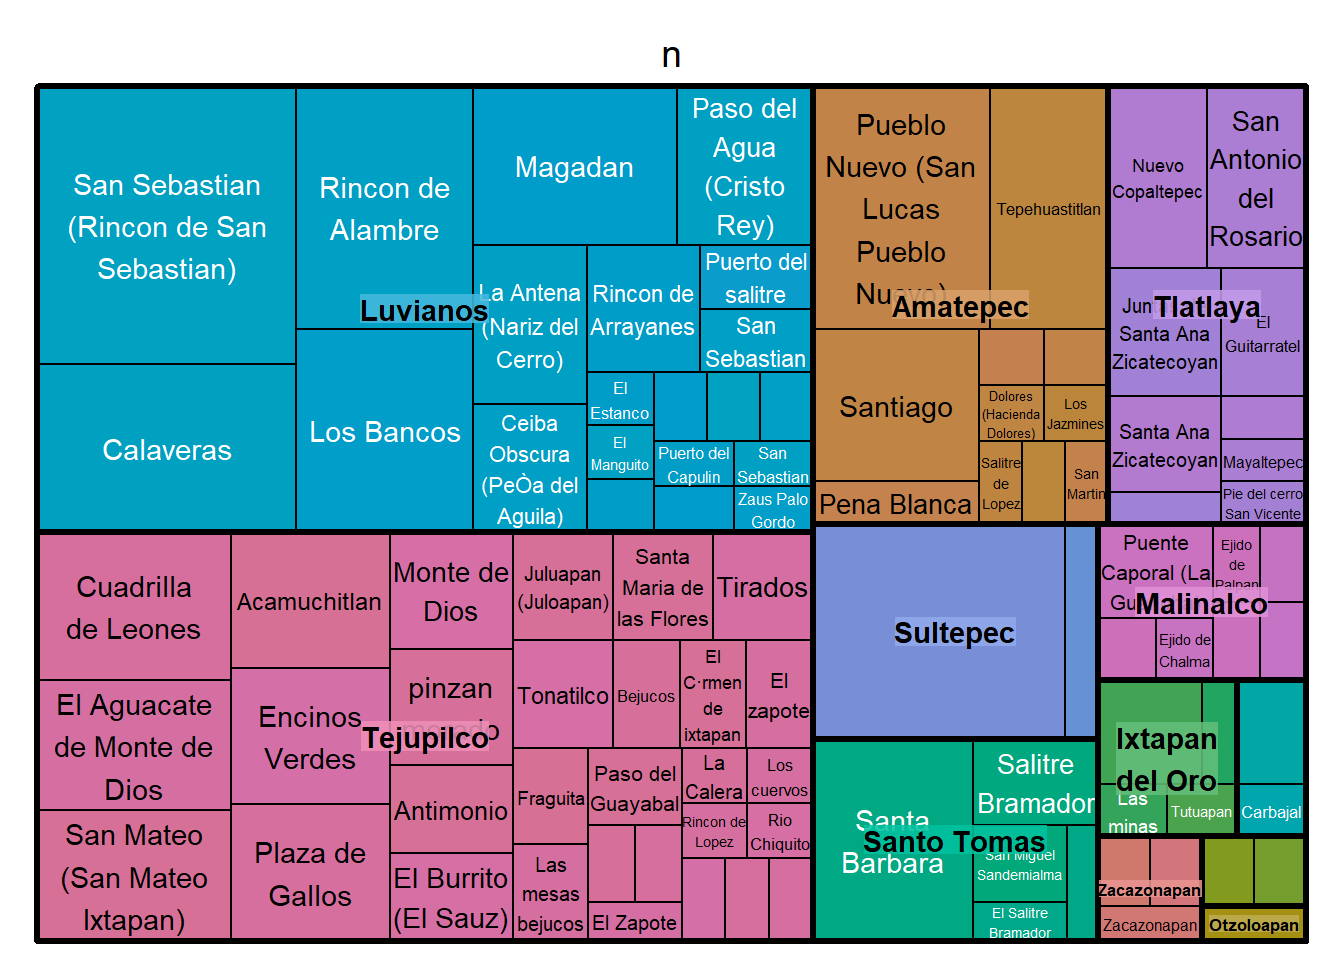 n
San Sebastian
(Rincon de San
Sebastian)
Calaveras
Rincon de
Alambre
Los Bancos
Luvianos
Magadan
Paso del
Agua
(Cristo
Rey)
La Antena
(Nariz del
Cerro)
Rincon de
Arrayanes
Puerto del
salitre
San
Sebastian
Ceiba
Obscura
(PeÒa del
Aguila)
El
Estanco
El
Manguito
Puerto del
Capulin
San
Sebastian
Zaus Palo
Gordo
Pueblo
Nuevo (San
Lucas
Pueblo
Nuevo)
Tepehuastitlan
Amatepec
Santiago
Pena Blanca
Dolores
(Hacienda
Dolores)
Los
Jazmines
Salitre
de
Lopez
San
Martin
Nuevo
Copaltepec
San
Antonio
del
Rosario
Tlatlaya
Santa Ana
Zicatecoyan
El
Guitarratel
Santa Ana
Zicatecoyan
Mayaltepec
Pie del cerro
San Vicente
Cuadrilla
de Leones
El Aguacate
de Monte de
Dios
San Mateo
(San Mateo
Ixtapan)
Acamuchitlan
Encinos
Verdes
Plaza de
Gallos
Monte de
Dios
pinzan
Tejupilco
Antimonio
El Burrito
(El Sauz)
Juluapan
(Juloapan)
Santa
Maria de
las Flores
Tirados
Tonatilco
Bejucos
El
C·rmen
de
ixtapan
El
zapote
Fraguita
Las
mesas
bejucos
Paso del
Guayabal
El Zapote
La
Calera
Los
cuervos
Rincon de
Lopez
Rio
Chiquito
Sultepec
Santa
Barbara
Santo Tomas
Salitre
Bramador
San Miguel
Sandemialma
El Salitre
Bramador
Puente
Caporal (La
Ejido
de
Palpan
Malinalco
Ejido de
Chalma
Ixtapan
del Oro
Las
minas
Tutuapan
Carbajal
Zacazonapan
Zacazonapan
Otzoloapan